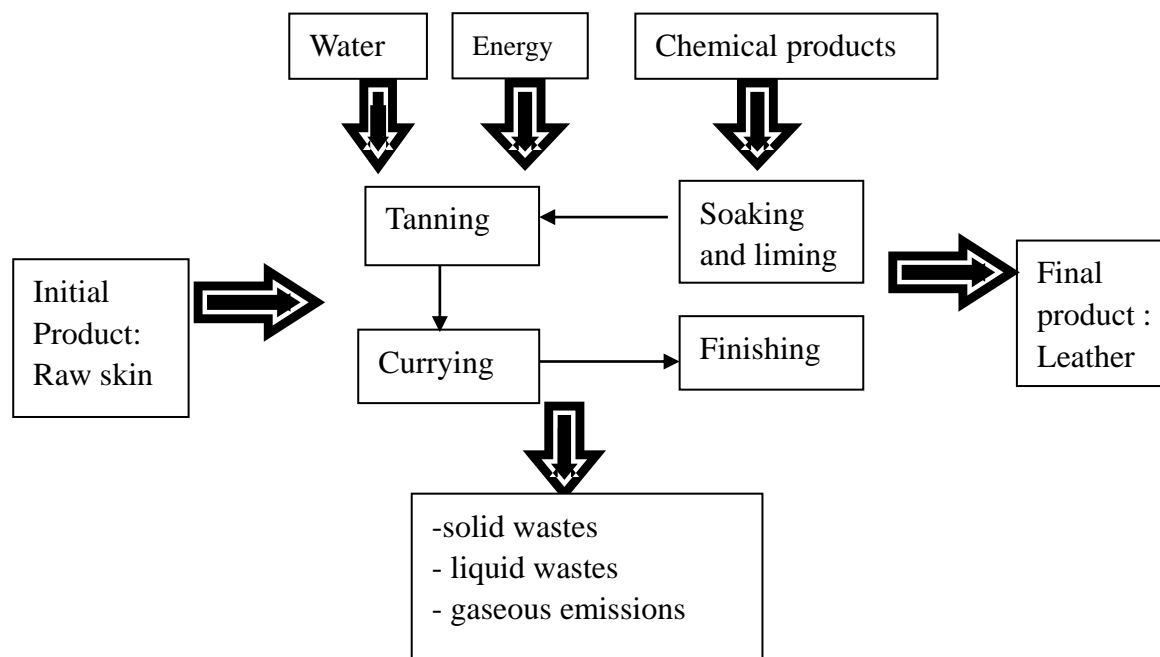 Water
Energy
Chemical products
Tanning
Soaking
and liming
Initial
Product:
Raw skin
Final
product :
Leather
Currying
Finishing
-solid wastes
- liquid wastes
- gaseous emissions